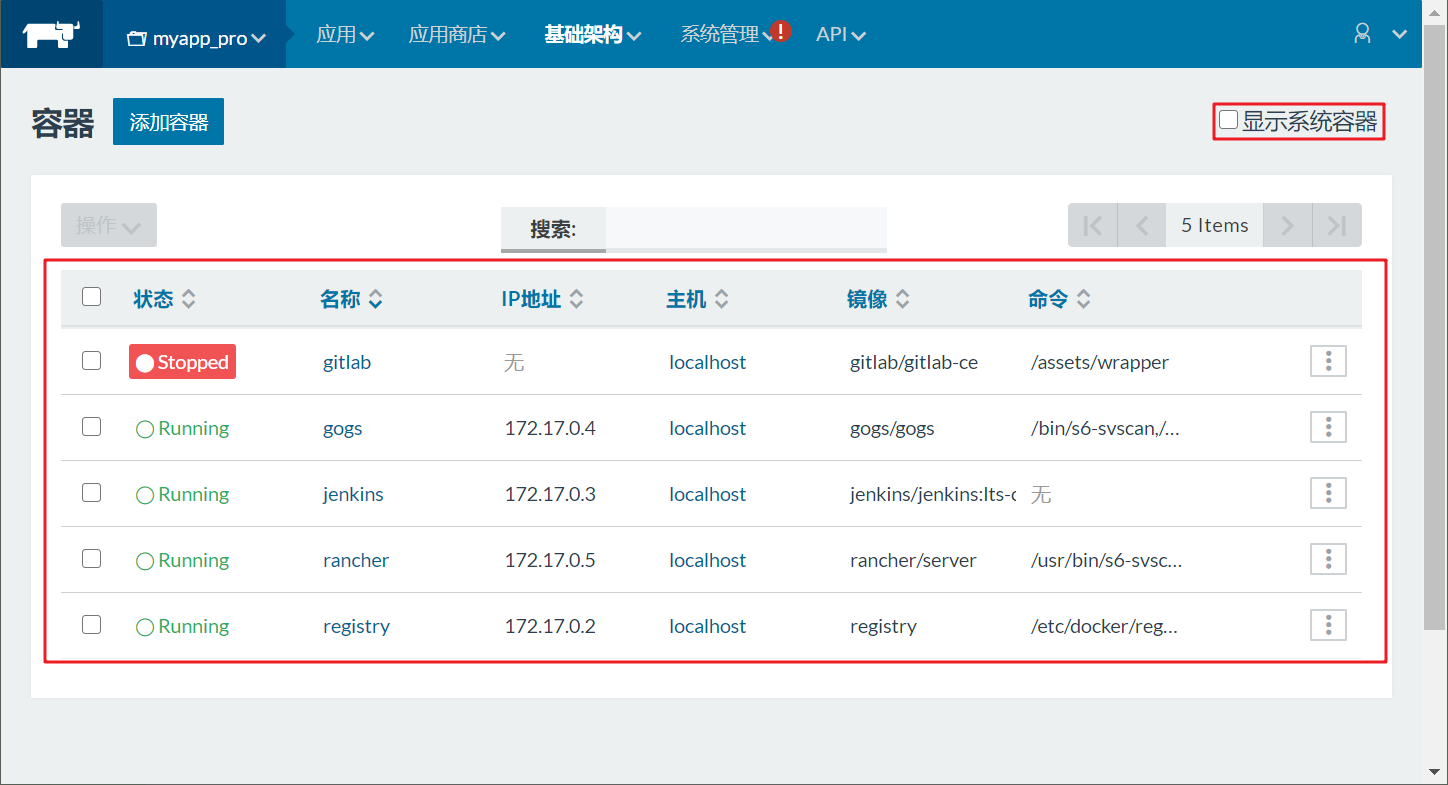 myapp_pro 应用 应用商店 基础架构 系统管理 ! API
容器 添加容器 显示系统容器
操作 搜索: 5 Items
状态 名称 IP地址 主机 镜像 命令
Stopped gitlab 无 localhost gitlab/gitlab-ce /assets/wrapper
Running gogs 172.17.0.4 localhost gogs/gogs /bin/s6-svscan,/...
Running jenkins 172.17.0.3 localhost jenkins/jenkins:lts-c 无
Running rancher 172.17.0.5 localhost rancher/server /usr/bin/s6-svsc...
Running registry 172.17.0.2 localhost registry /etc/docker/reg...